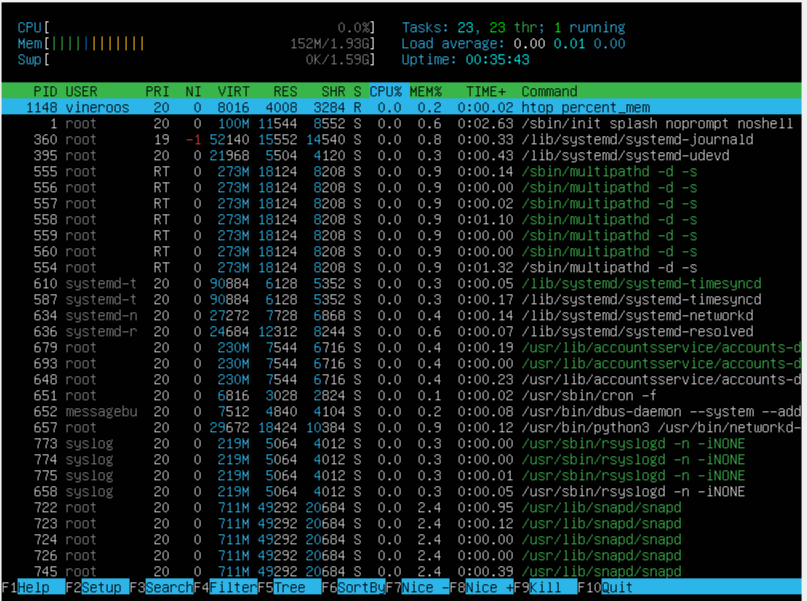 CPU[ 0.0%] Tasks: 23, 23 thr; 1 running
Mem[|||||||||||| 152M/1.93G] Load average: 0.00 0.01 0.00
Swp[ 0K/1.59G] Uptime: 00:35:43
PID USER PRI NI VIRT RES SHR S CPU% MEM% TIME+ Command
1148 vineroos 20 0 8016 4008 3284 R 0.0 0.2 0:00.02 htop percent_mem
1 root 20 0 100M 11544 8552 S 0.0 0.6 0:02.63 /sbin/init splash noprompt noshell
360 root 19 -1 52140 15552 14540 S 0.0 0.8 0:00.33 /lib/systemd/systemd-journald
395 root 20 0 21968 5504 4120 S 0.0 0.3 0:00.43 /lib/systemd/systemd-udevd
555 root RT 0 273M 18124 8208 S 0.0 0.9 0:00.14 /sbin/multipathd -d -s
556 root RT 0 273M 18124 8208 S 0.0 0.9 0:00.00 /sbin/multipathd -d -s
557 root RT 0 273M 18124 8208 S 0.0 0.9 0:00.02 /sbin/multipathd -d -s
558 root RT 0 273M 18124 8208 S 0.0 0.9 0:01.10 /sbin/multipathd -d -s
559 root RT 0 273M 18124 8208 S 0.0 0.9 0:00.00 /sbin/multipathd -d -s
560 root RT 0 273M 18124 8208 S 0.0 0.9 0:00.00 /sbin/multipathd -d -s
554 root RT 0 273M 18124 8208 S 0.0 0.9 0:01.32 /sbin/multipathd -d -s
610 systemd-t 20 0 90884 6128 5352 S 0.0 0.3 0:00.05 /lib/systemd/systemd-timesyncd
587 systemd-t 20 0 90884 6128 5352 S 0.0 0.3 0:00.17 /lib/systemd/systemd-timesyncd
634 systemd-n 20 0 27272 7728 6868 S 0.0 0.4 0:00.14 /lib/systemd/systemd-networkd
636 systemd-r 20 0 24684 12312 8244 S 0.0 0.6 0:00.07 /lib/systemd/systemd-resolved
679 root 20 0 230M 7544 6716 S 0.0 0.4 0:00.19 /usr/lib/accountsservice/accounts-d
693 root 20 0 230M 7544 6716 S 0.0 0.4 0:00.00 /usr/lib/accountsservice/accounts-d
648 root 20 0 230M 7544 6716 S 0.0 0.4 0:00.23 /usr/lib/accountsservice/accounts-d
651 root 20 0 6816 3028 2824 S 0.0 0.1 0:00.02 /usr/sbin/cron -f
652 messagebu 20 0 7512 4840 4104 S 0.0 0.2 0:00.08 /usr/bin/dbus-daemon --system --add
657 root 20 0 29672 18424 10384 S 0.0 0.9 0:00.12 /usr/bin/python3 /usr/bin/networkd-
773 syslog 20 0 219M 5064 4012 S 0.0 0.3 0:00.00 /usr/sbin/rsyslogd -n -iNONE
774 syslog 20 0 219M 5064 4012 S 0.0 0.3 0:00.00 /usr/sbin/rsyslogd -n -iNONE
775 syslog 20 0 219M 5064 4012 S 0.0 0.3 0:00.01 /usr/sbin/rsyslogd -n -iNONE
658 syslog 20 0 219M 5064 4012 S 0.0 0.3 0:00.05 /usr/sbin/rsyslogd -n -iNONE
722 root 20 0 711M 49292 20684 S 0.0 2.4 0:00.95 /usr/lib/snapd/snapd
723 root 20 0 711M 49292 20684 S 0.0 2.4 0:00.12 /usr/lib/snapd/snapd
724 root 20 0 711M 49292 20684 S 0.0 2.4 0:00.00 /usr/lib/snapd/snapd
726 root 20 0 711M 49292 20684 S 0.0 2.4 0:00.00 /usr/lib/snapd/snapd
745 root 20 0 711M 49292 20684 S 0.0 2.4 0:00.39 /usr/lib/snapd/snapd
F1Help F2Setup F3SearchF4FilterF5Tree F6SortByF7Nice -F8Nice +F9Kill F10Quit